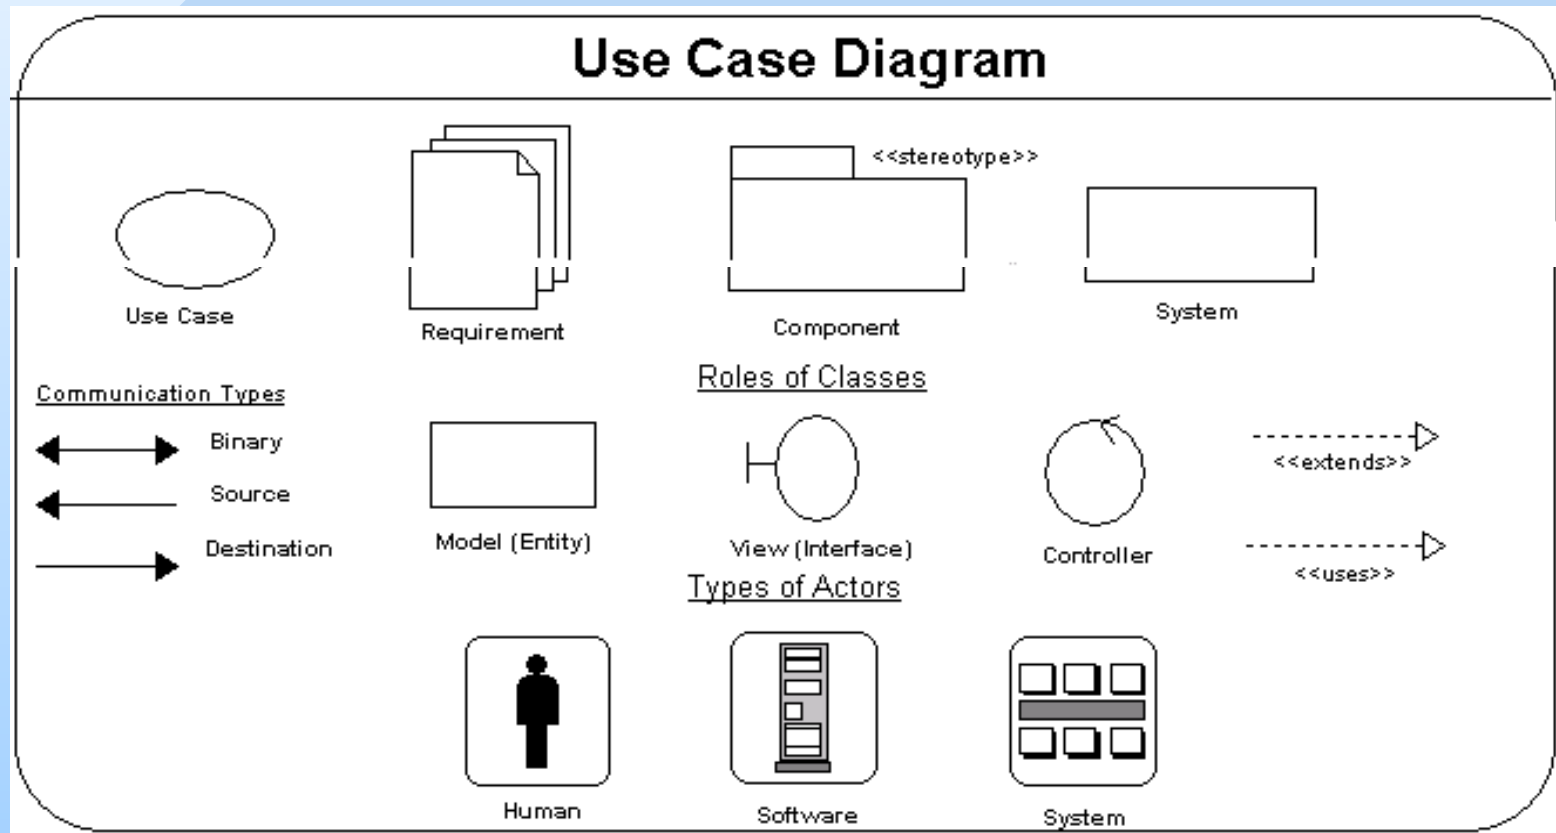 Use Case Diagram
<<stereotype>>
Use Case
Requirement
Component
System
Roles of Classes
Communication Types
Binary
Source
Destination
Model (Entity)
View (Interface)
Controller
<<extends>>
<<uses>>
Types of Actors
Human
Software
System